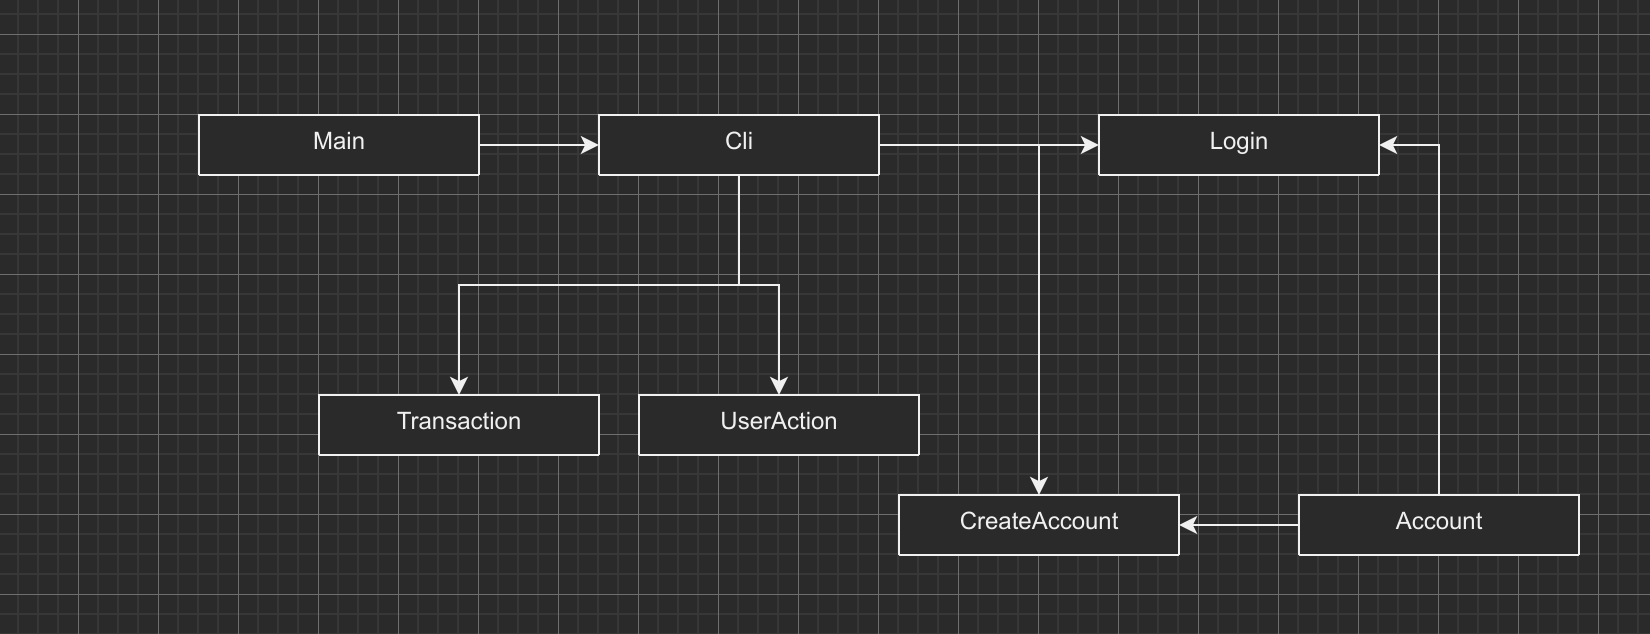 Main
Cli
Login
Transaction
UserAction
CreateAccount
Account